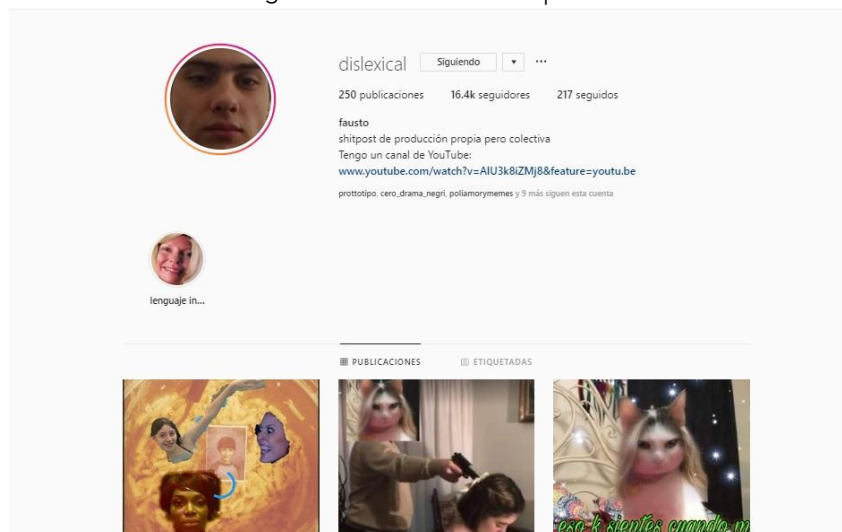 dislexical Siguiendo
250 publicaciones 16.4k seguidores 217 seguidos
fausto
shitpost de producción propia pero colectiva
Tengo un canal de YouTube:
www.youtube.com/watch?v=AIU3k8iZMj8&feature=youtu.be
prottotipo, cero_drama_negri, poliamorymemes y 9 más siguen esta cuenta
lenguaje in...
PUBLICACIONES ETIQUETADAS
eso k sientes cuando m